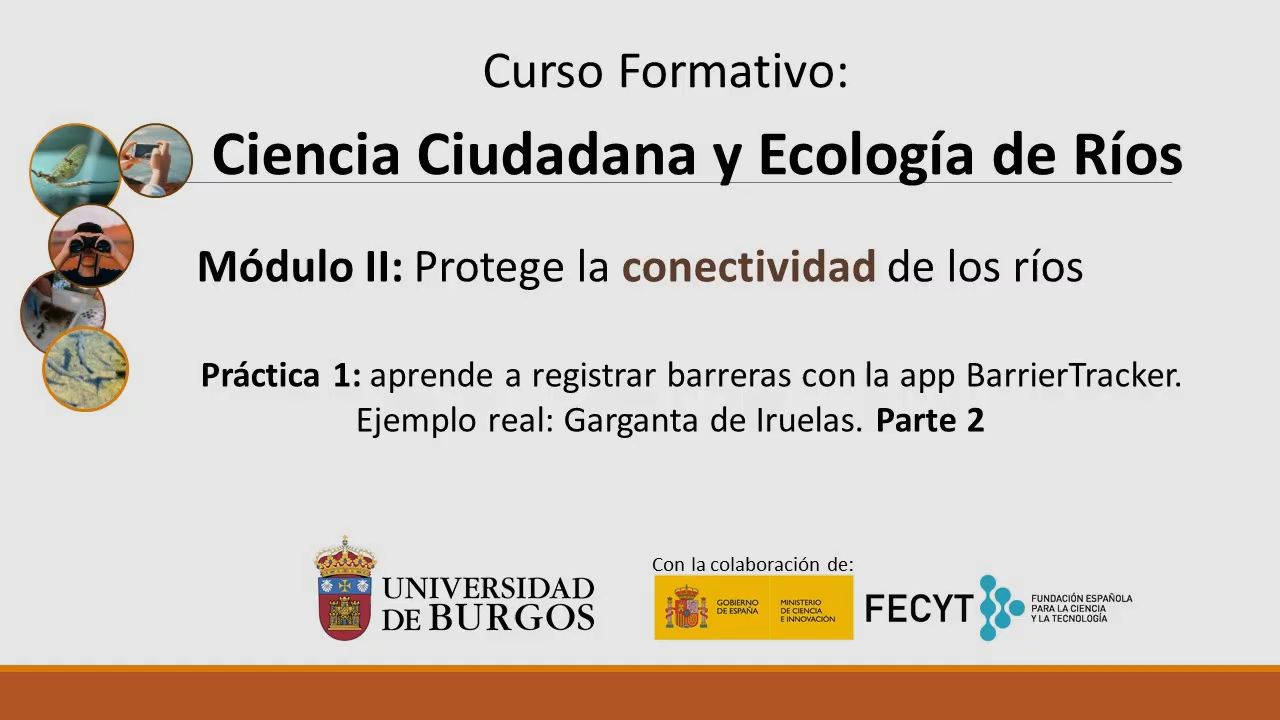 Curso Formativo:
Ciencia Ciudadana y Ecología de Ríos
Módulo II: Protege la conectividad de los ríos
Práctica 1: aprende a registrar barreras con la app BarrierTracker.
Ejemplo real: Garganta de Iruelas. Parte 2
UNIVERSIDAD
DE BURGOS
Con la colaboración de:
GOBIERNO
DE ESPAÑA
MINISTERIO
DE CIENCIA
E INNOVACIÓN
FECYT
FUNDACIÓN ESPAÑOLA
PARA LA CIENCIA
Y LA TECNOLOGÍA